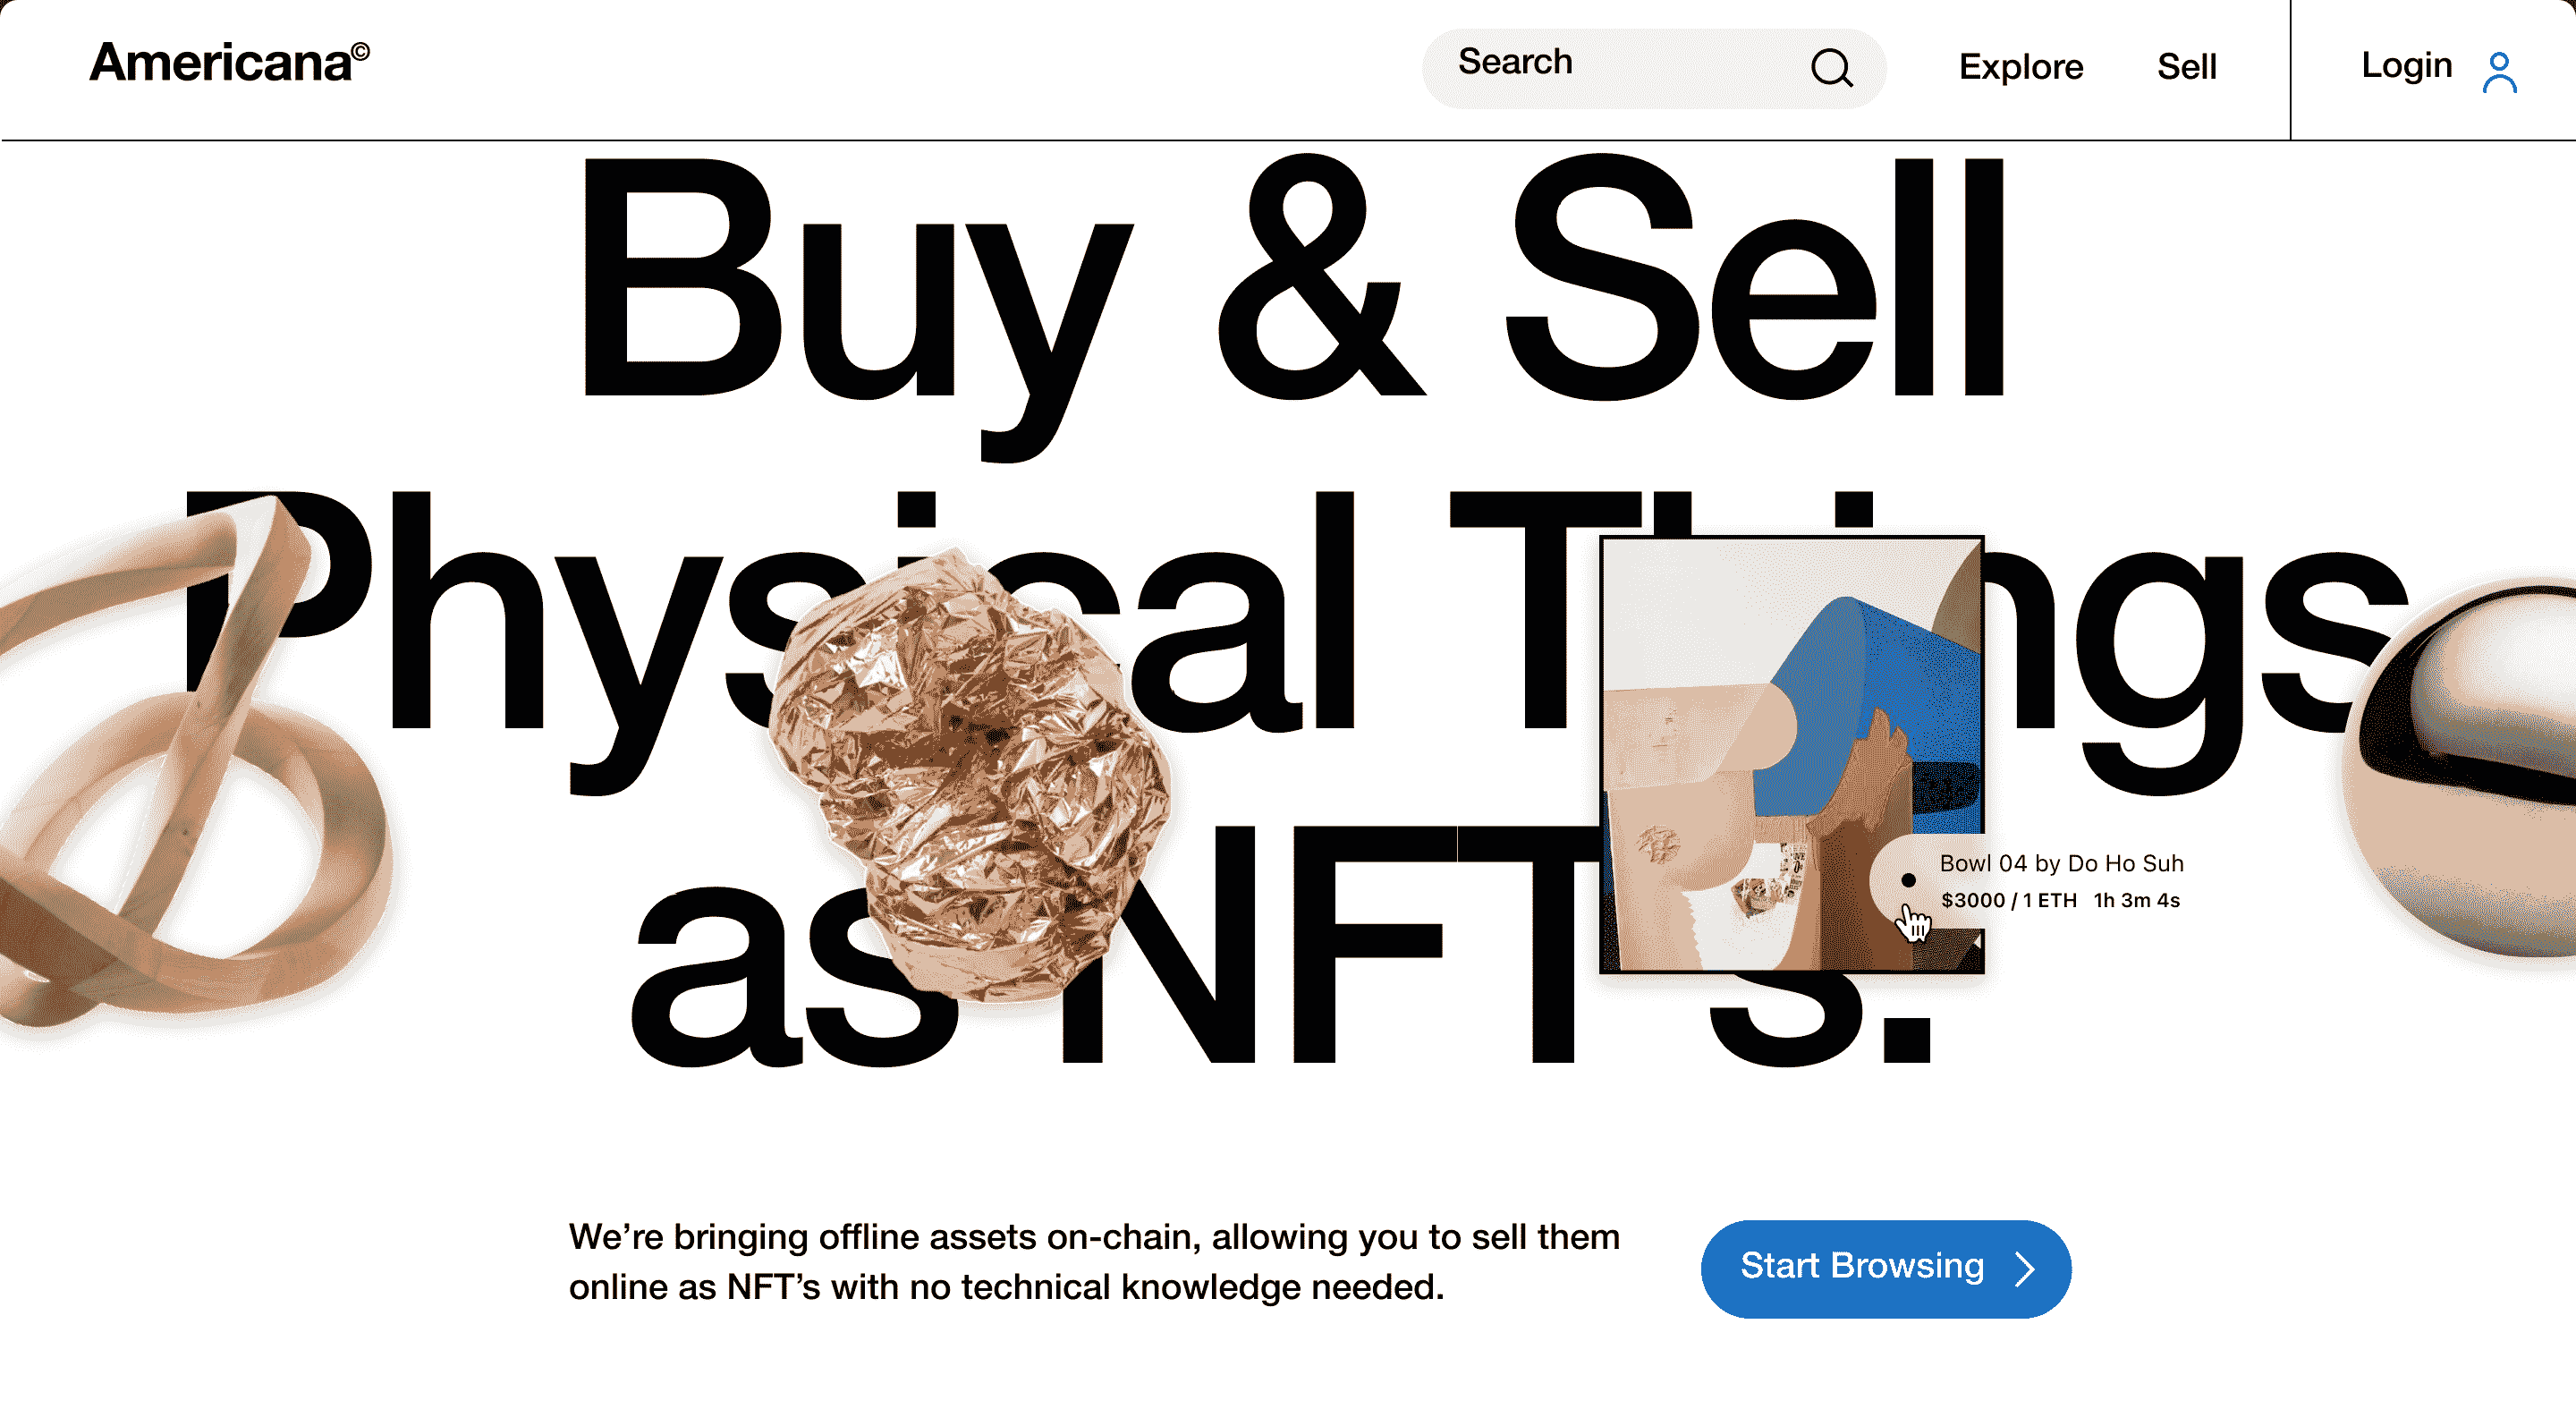 Americana©
Search
Explore
Sell
Login
Buy & Sell
Physical Things
as NFT's.
Bowl 04 by Do Ho Suh
$3000 / 1 ETH 1h 3m 4s
We’re bringing offline assets on-chain, allowing you to sell them
online as NFT’s with no technical knowledge needed.
Start Browsing